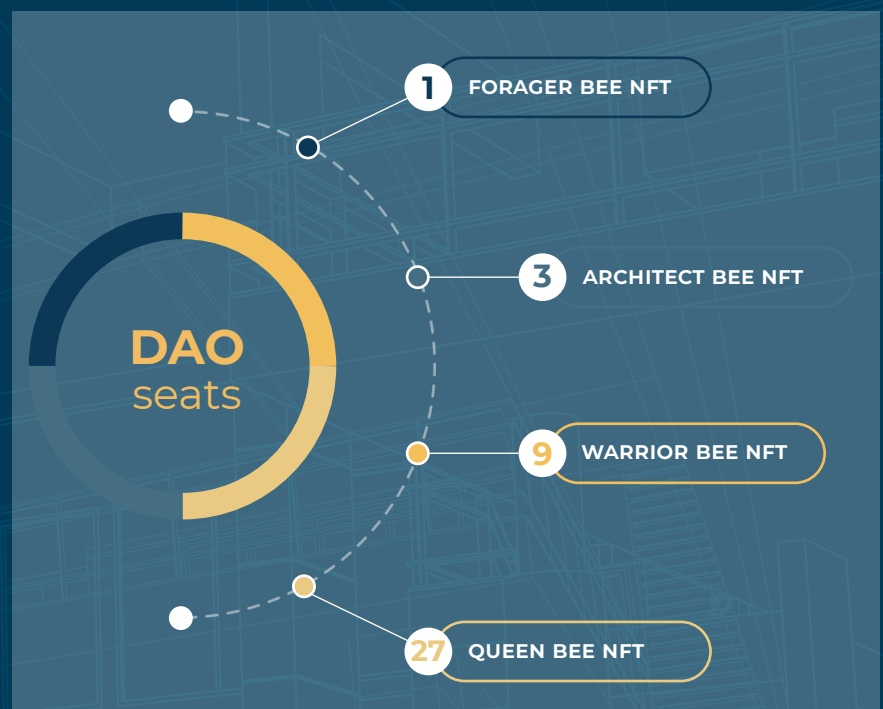 1 FORAGER BEE NFT
3 ARCHITECT BEE NFT
DAO
seats
9 WARRIOR BEE NFT
27 QUEEN BEE NFT